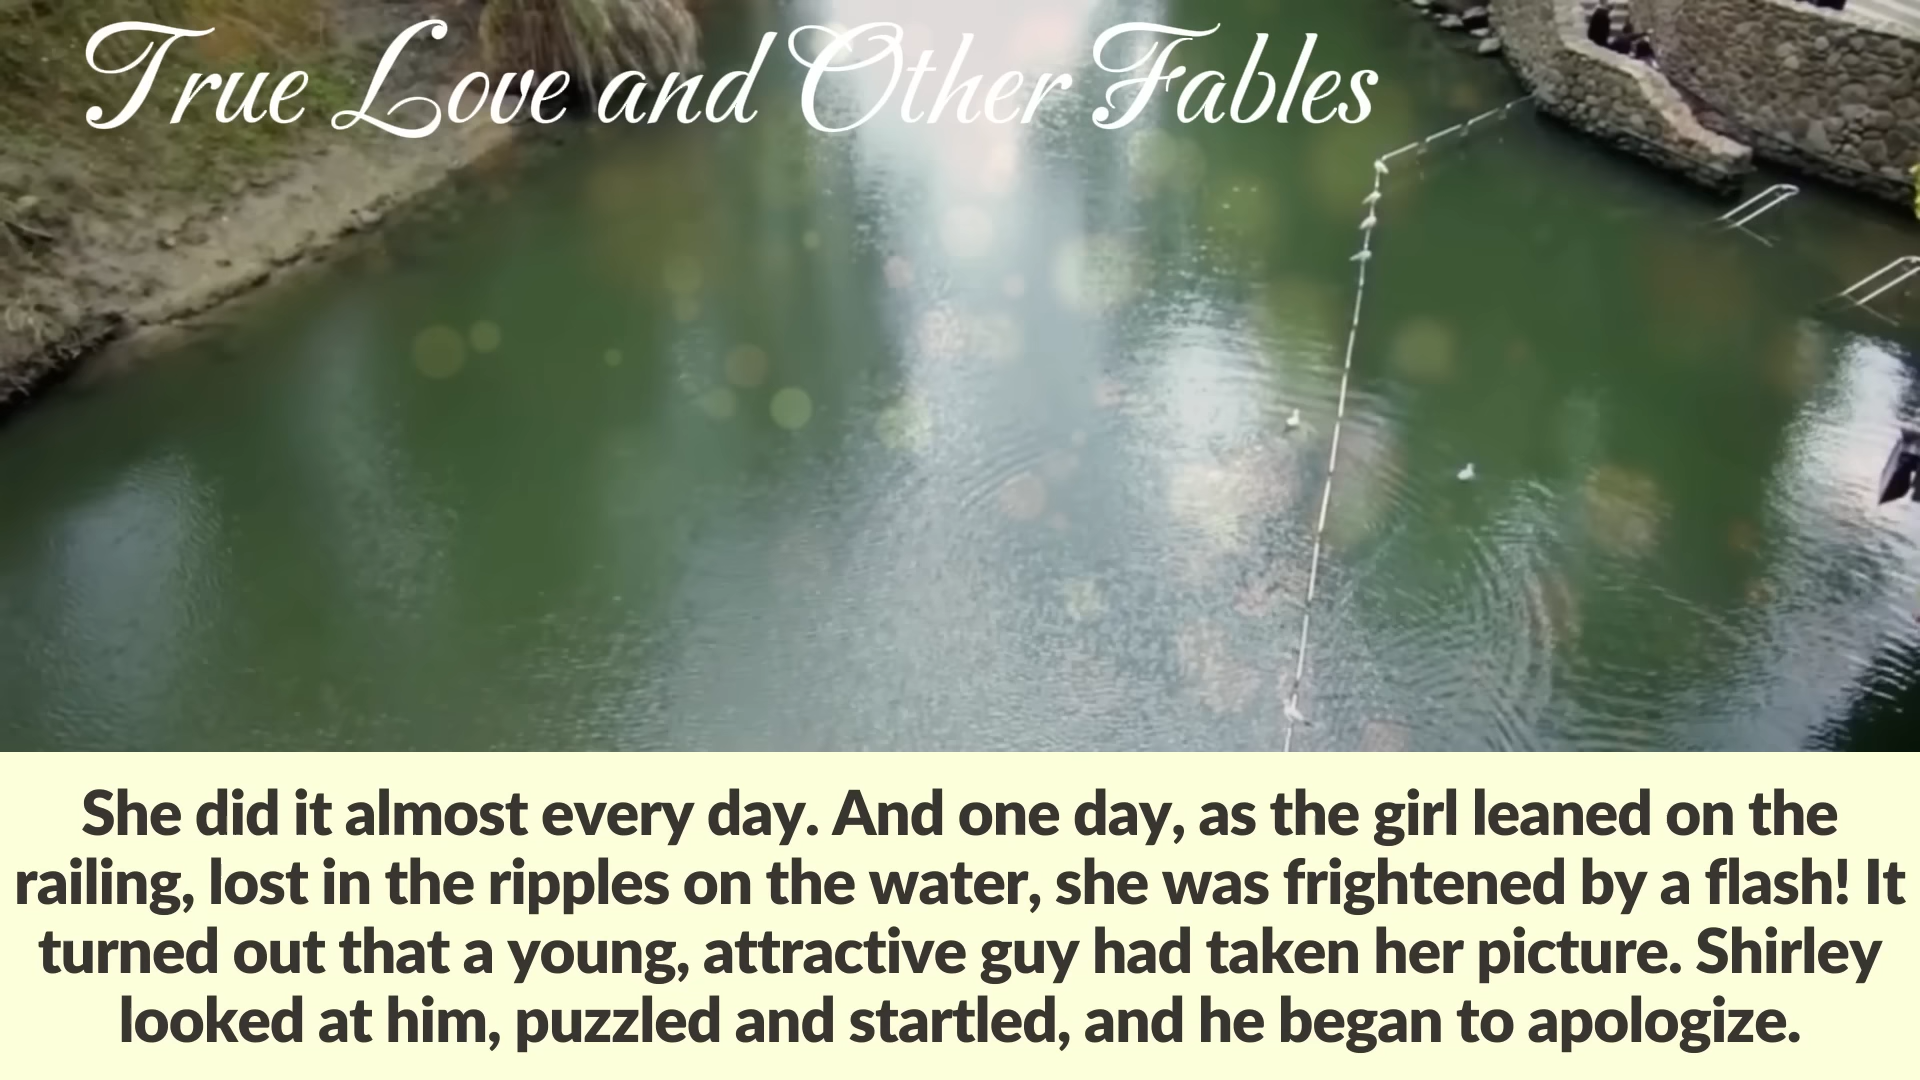 True Love and Other Fables
She did it almost every day. And one day, as the girl leaned on the
railing, lost in the ripples on the water, she was frightened by a flash! It
turned out that a young, attractive guy had taken her picture. Shirley
looked at him, puzzled and startled, and he began to apologize.